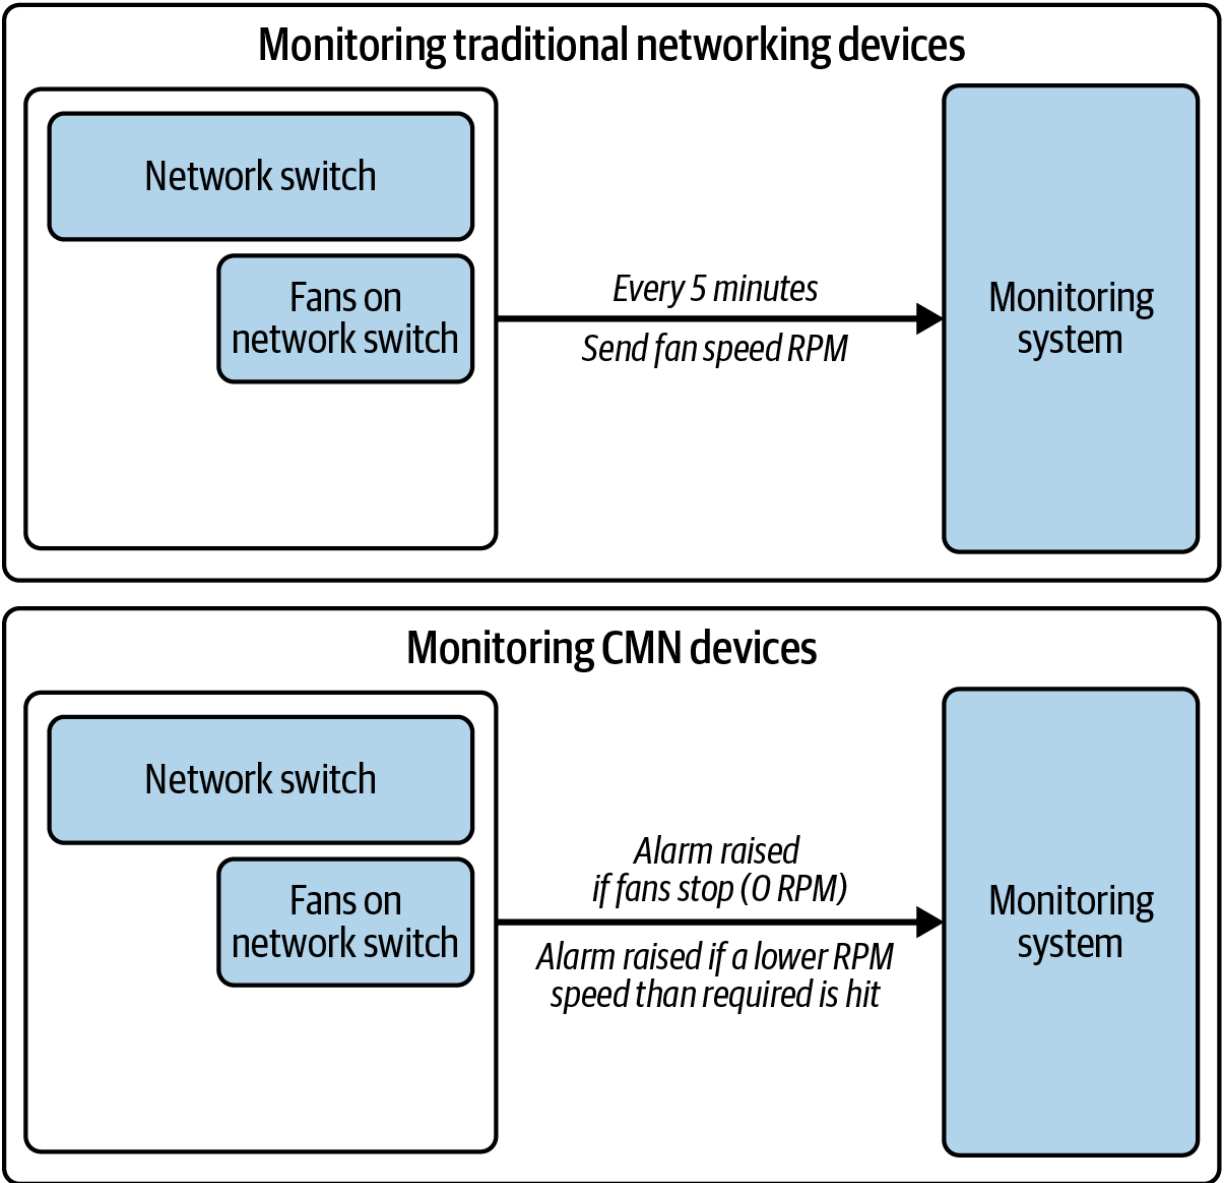 Monitoring traditional networking devices
Network switch
Fans on
network switch
Every 5 minutes
Send fan speed RPM
Monitoring
system
Monitoring CMN devices
Network switch
Fans on
network switch
Alarm raised
if fans stop (0 RPM)
Alarm raised if a lower RPM
speed than required is hit
Monitoring
system